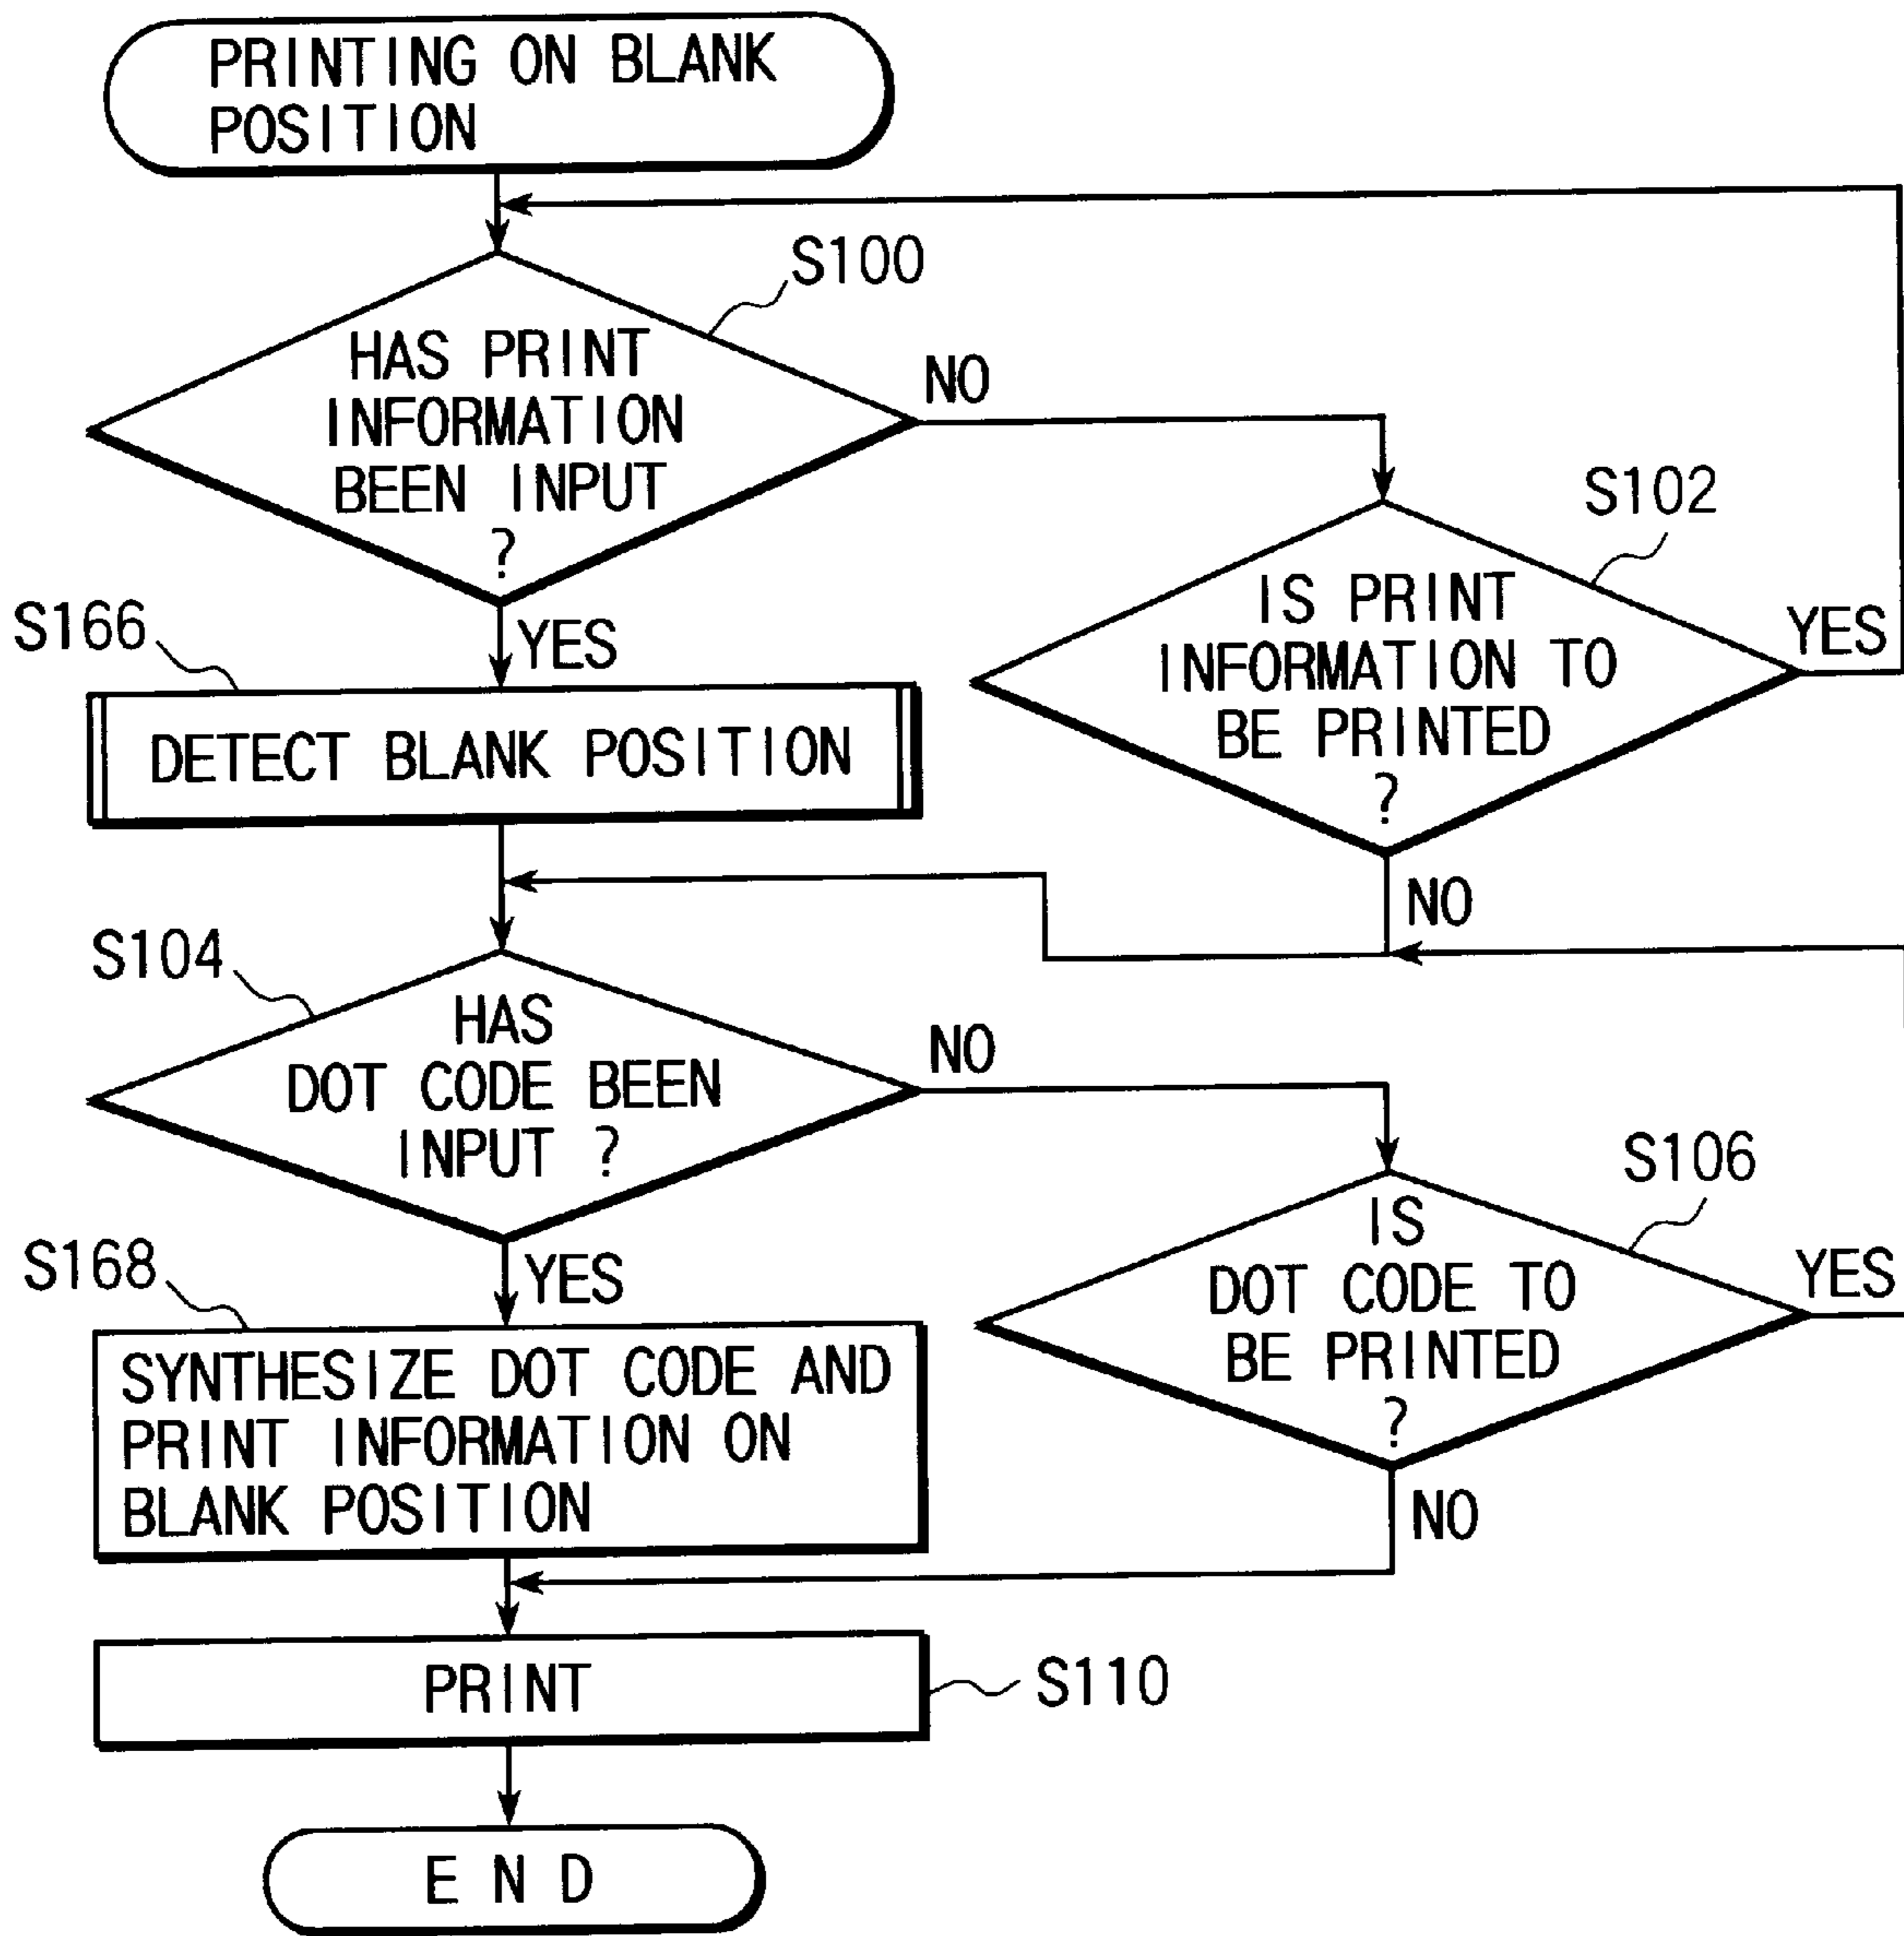 PRINTING ON BLANK
POSITION
S100
HAS PRINT
INFORMATION
BEEN INPUT
?
NO
YES
S102
IS PRINT
INFORMATION TO
BE PRINTED
?
YES
NO
S166
DETECT BLANK POSITION
S104
HAS
DOT CODE BEEN
INPUT ?
NO
YES
S106
IS
DOT CODE TO
BE PRINTED
?
YES
NO
S168
SYNTHESIZE DOT CODE AND
PRINT INFORMATION ON
BLANK POSITION
PRINT
S110
END